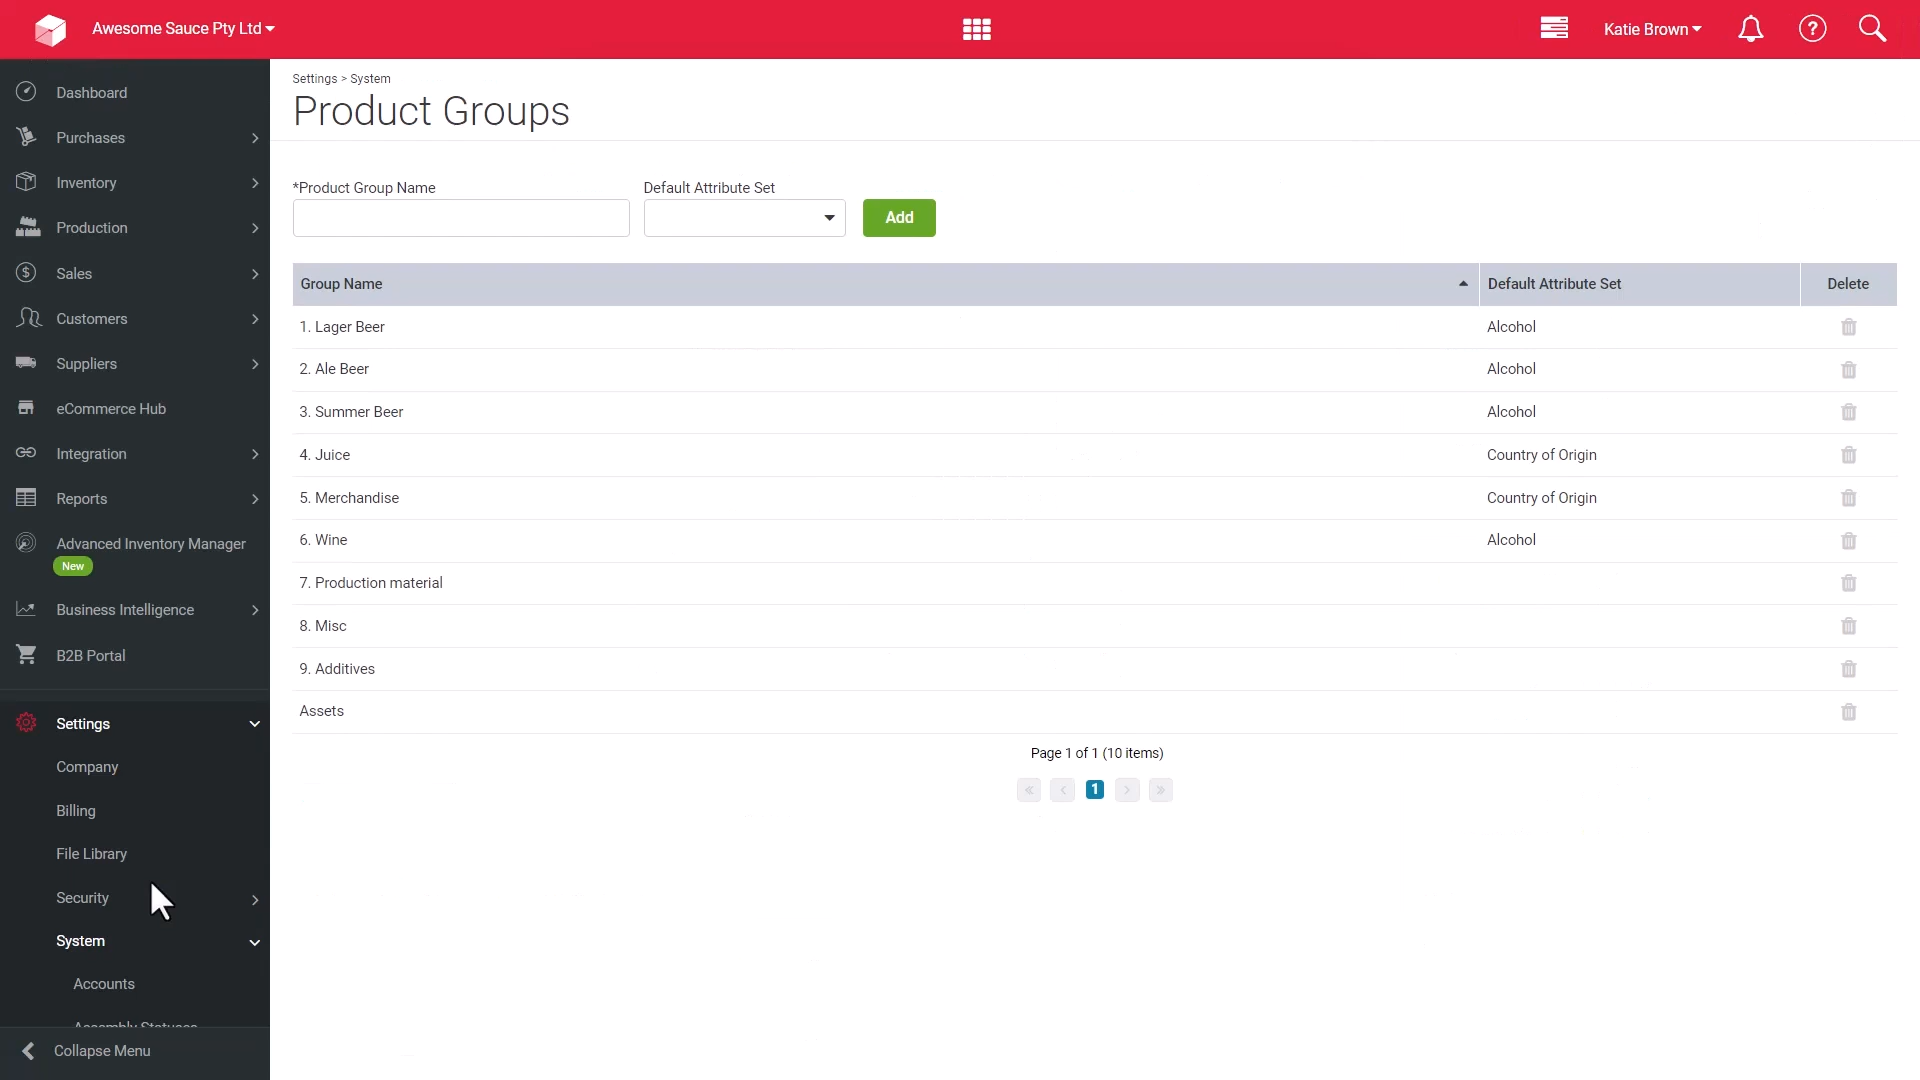 Awesome Sauce Pty Ltd
Katie Brown
Dashboard
Purchases
Inventory
Production
Sales
Customers
Suppliers
eCommerce Hub
Integration
Reports
Advanced Inventory Manager
New
Business Intelligence
B2B Portal
Settings
Company
Billing
File Library
Security
System
Accounts
Assembly Statuses
Collapse Menu
Settings > System
Product Groups
*Product Group Name
Default Attribute Set
Add
Group Name Default Attribute Set Delete
1. Lager Beer Alcohol
2. Ale Beer Alcohol
3. Summer Beer Alcohol
4. Juice Country of Origin
5. Merchandise Country of Origin
6. Wine Alcohol
7. Production material
8. Misc
9. Additives
Assets
Page 1 of 1 (10 items)
« < 1 > »